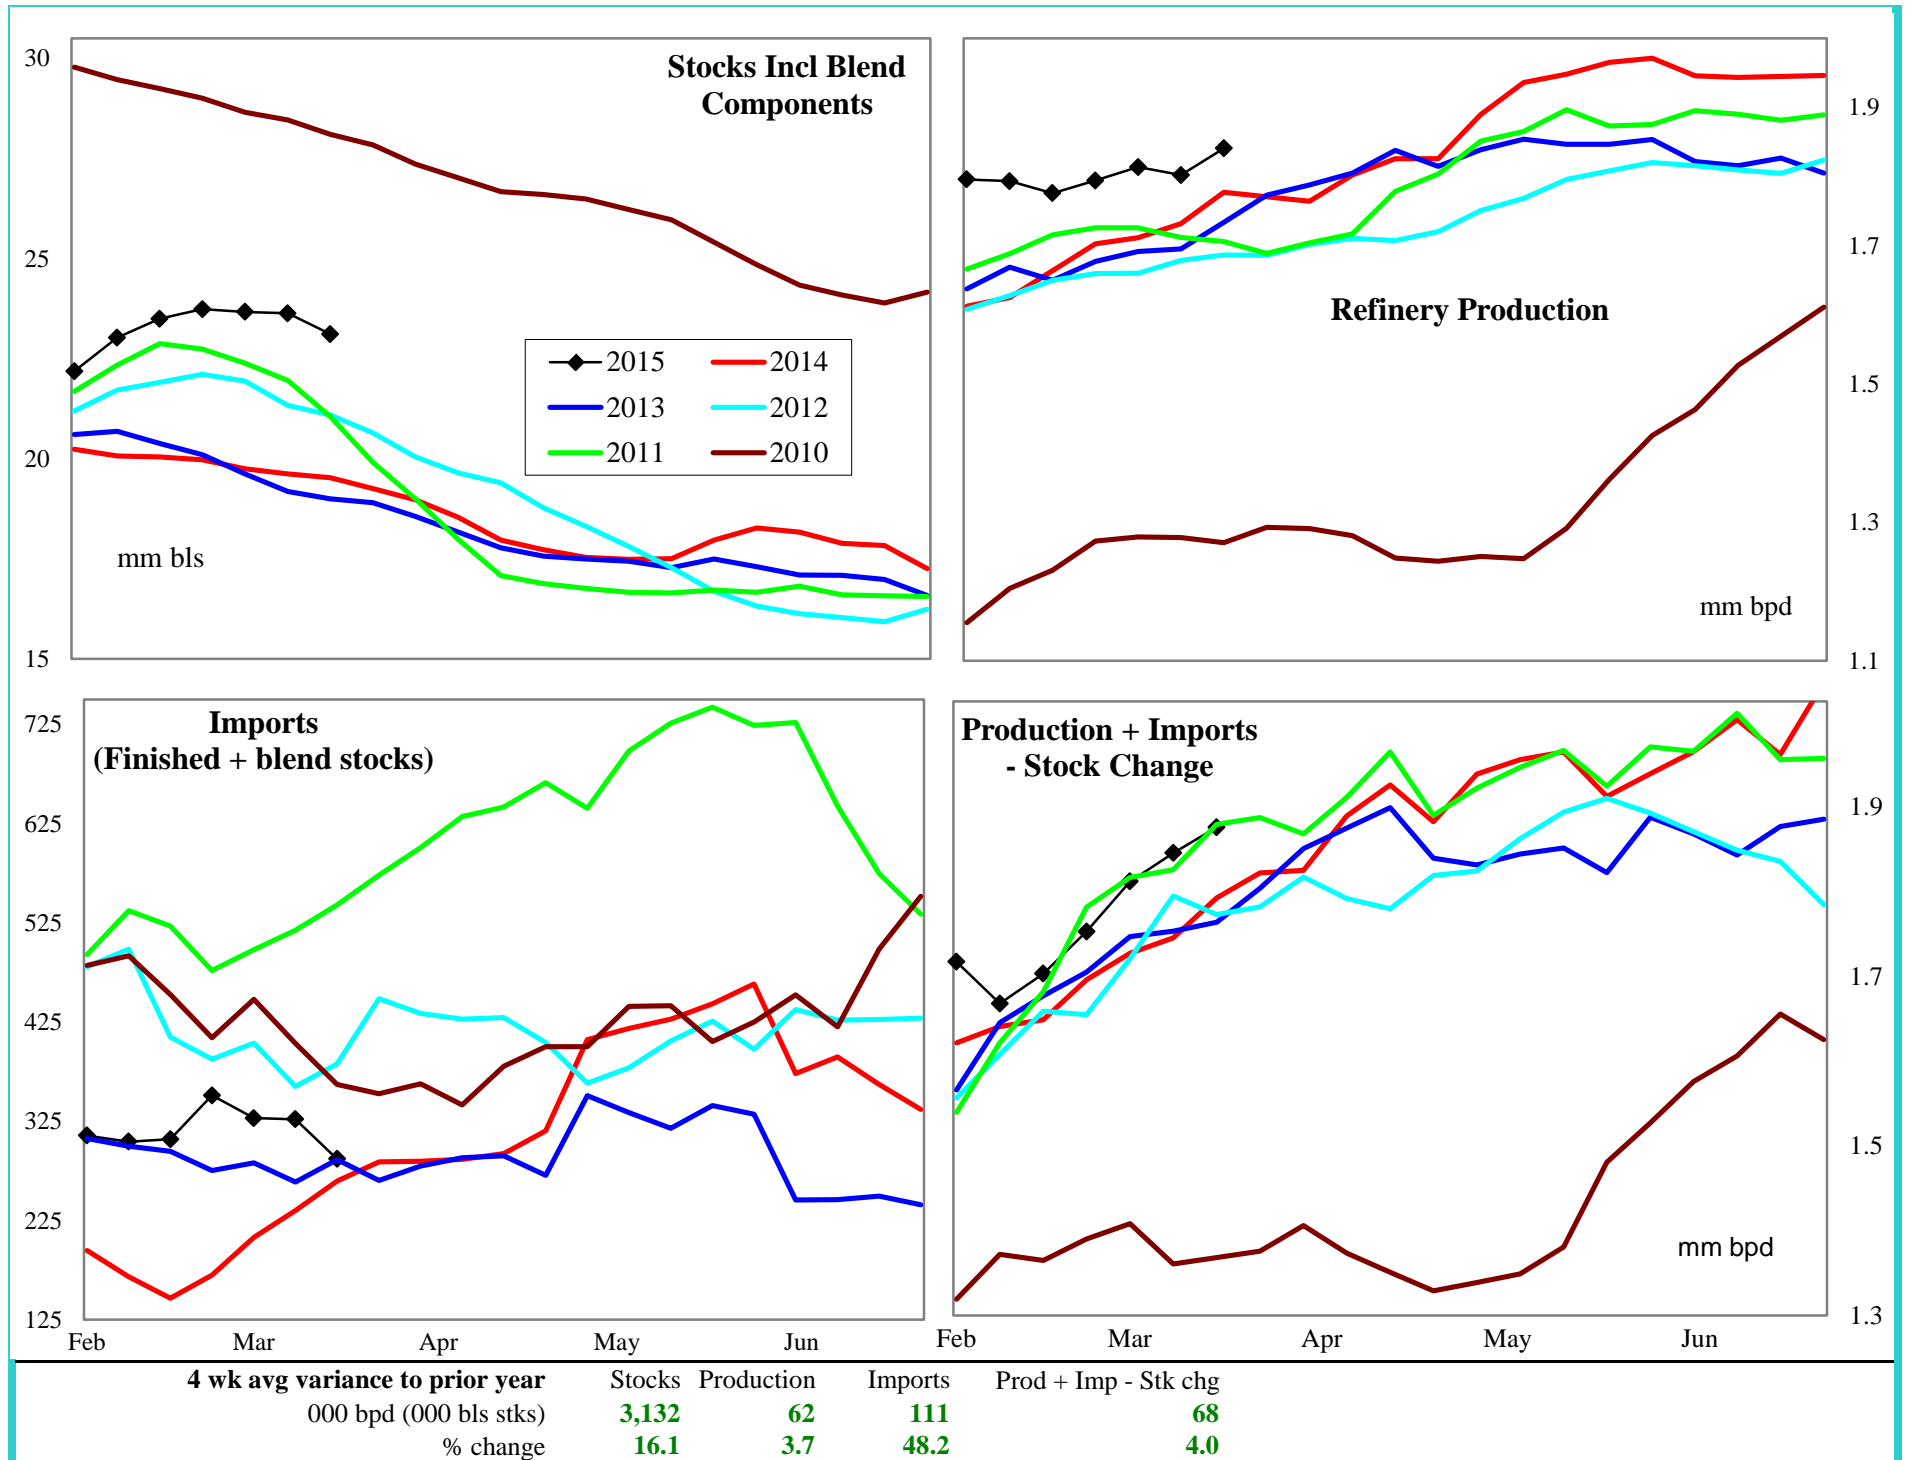 Stocks Incl Blend
Components
30
25
20
15
mm bls
2015 2014
2013 2012
2011 2010
Refinery Production
1.9
1.7
1.5
1.3
1.1
mm bpd
Imports
(Finished + blend stocks)
725
625
525
425
325
225
125
Feb Mar Apr May Jun
Production + Imports
- Stock Change
1.9
1.7
1.5
1.3
mm bpd
Feb Mar Apr May Jun
4 wk avg variance to prior year Stocks Production Imports Prod + Imp - Stk chg
000 bpd (000 bls stks) 3,132 62 111 68
% change 16.1 3.7 48.2 4.0